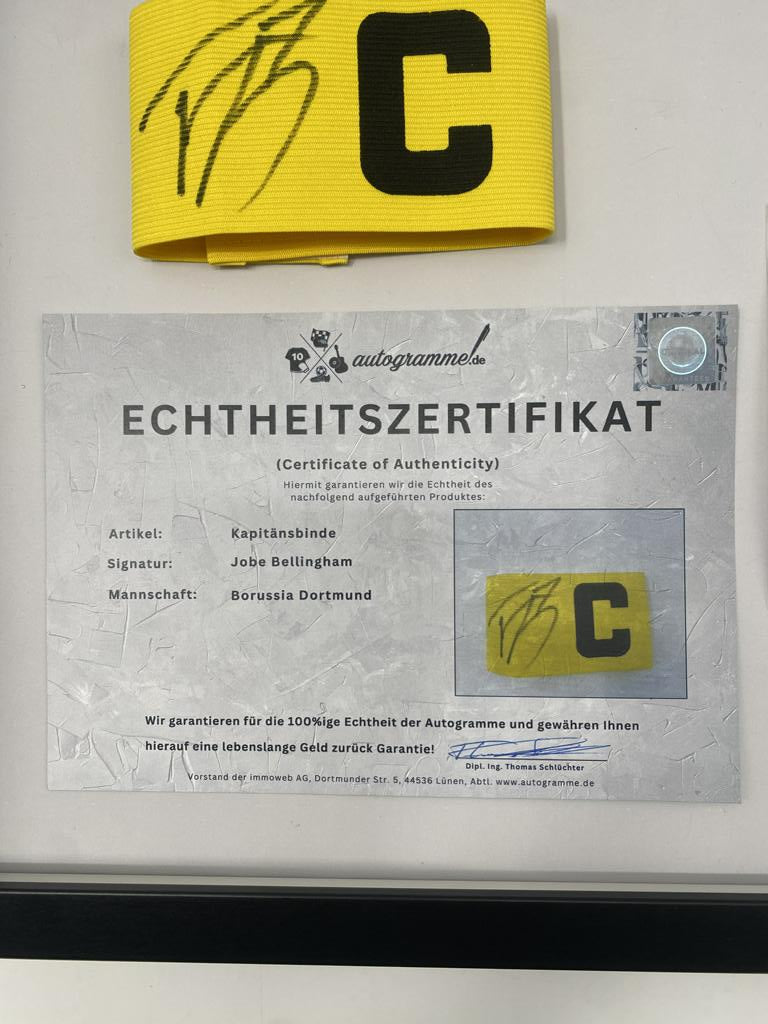 C
10
autogramme!.de
ECHTHEITSZERTIFIKAT
(Certificate of Authenticity)
Hiermit garantieren wir die Echtheit des
nachfolgend aufgeführten Produktes:
Artikel: Kapitänsbinde
Signatur: Jobe Bellingham
Mannschaft: Borussia Dortmund
C
Wir garantieren für die 100%ige Echtheit der Autogramme und gewähren Ihnen
hierauf eine lebenslange Geld zurück Garantie!
Dipl. Ing. Thomas Schlüchter
Vorstand der immoweb AG, Dortmunder Str. 5, 44536 Lünen, Abtl. www.autogramme.de